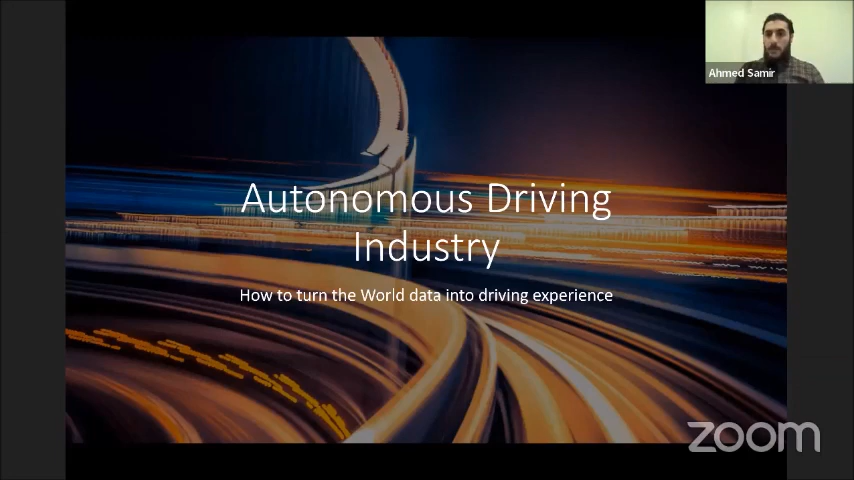 Ahmed Samir
Autonomous Driving
Industry
How to turn the World data into driving experience
zoom